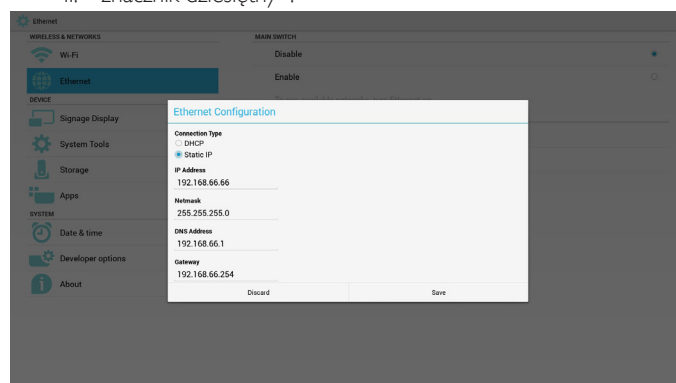 Ethernet
WIRELESS & NETWORKS
Wi-Fi
Ethernet
DEVICE
Signage Display
System Tools
Storage
Apps
SYSTEM
Date & time
Developer options
About
MAIN SWITCH
Disable
Enable
Ethernet Configuration
Connection Type
DHCP
Static IP
IP Address
192.168.66.66
Netmask
255.255.255.0
DNS Address
192.168.66.1
Gateway
192.168.66.254
Discard
Save